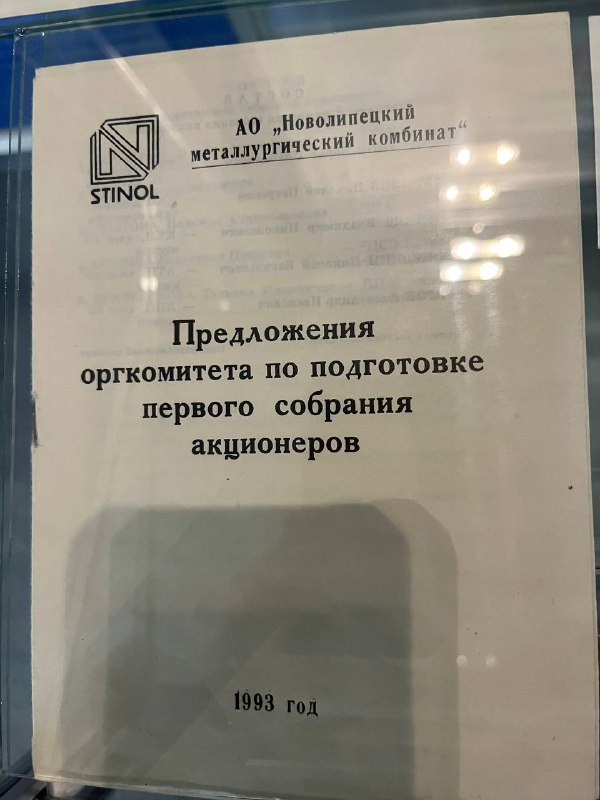 STINOL
АО „Новолипецкий
металлургический комбинат“
Предложения
оргкомитета по подготовке
первого собрания
акционеров
1993 год